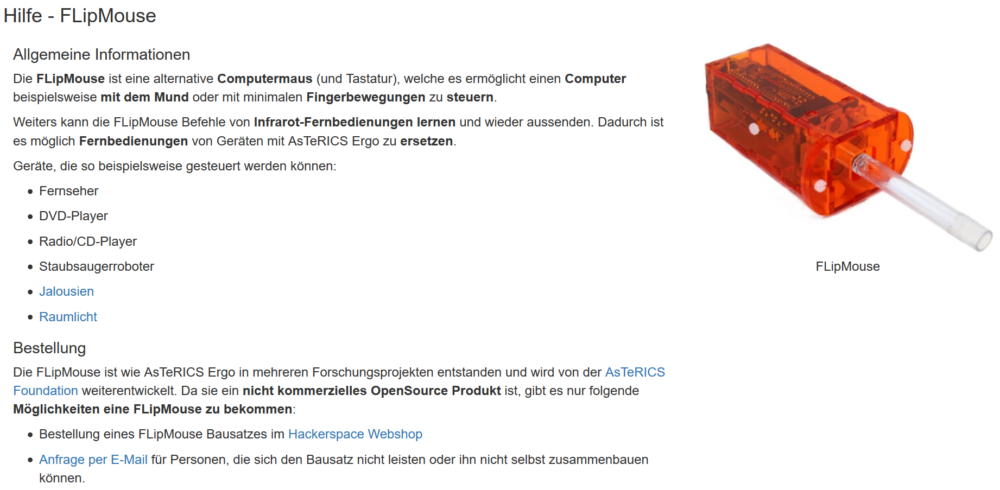 Hilfe - FLipMouse
Allgemeine Informationen
Die FLipMouse ist eine alternative Computermaus (und Tastatur), welche es ermöglicht einen Computer
beispielsweise mit dem Mund oder mit minimalen Fingerbewegungen zu steuern.
Weiters kann die FLipMouse Befehle von Infrarot-Fernbedienungen lernen und wieder aussenden. Dadurch ist
es möglich Fernbedienungen von Geräten mit AsTeRICS Ergo zu ersetzen.
Geräte, die so beispielsweise gesteuert werden können:
• Fernseher
• DVD-Player
• Radio/CD-Player
• Staubsaugerroboter
• Jalousien
• Raumlicht
FLipMouse
Bestellung
Die FLipMouse ist wie AsTeRICS Ergo in mehreren Forschungsprojekten entstanden und wird von der AsTeRICS
Foundation weiterentwickelt. Da sie ein nicht kommerzielles OpenSource Produkt ist, gibt es nur folgende
Möglichkeiten eine FLipMouse zu bekommen:
• Bestellung eines FLipMouse Bausatzes im Hackerspace Webshop
• Anfrage per E-Mail für Personen, die sich den Bausatz nicht leisten oder ihn nicht selbst zusammenbauen
können.